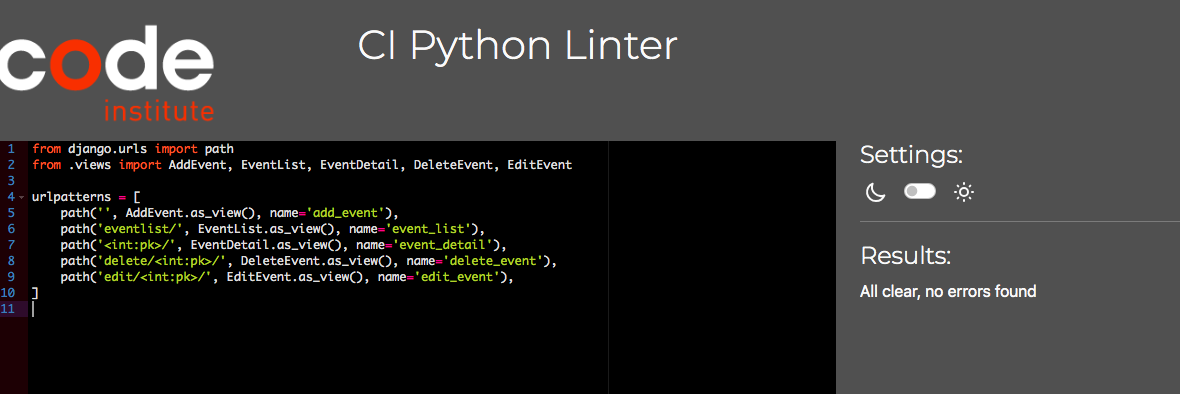 code
institute
CI Python Linter
1 from django.urls import path
2 from .views import AddEvent, EventList, EventDetail, DeleteEvent, EditEvent
3
4 urlpatterns = [
5     path('', AddEvent.as_view(), name='add_event'),
6     path('eventlist/', EventList.as_view(), name='event_list'),
7     path('<int:pk>/', EventDetail.as_view(), name='event_detail'),
8     path('delete/<int:pk>/', DeleteEvent.as_view(), name='delete_event'),
9     path('edit/<int:pk>/', EditEvent.as_view(), name='edit_event'),
10 ]
11
Settings:
Results:
All clear, no errors found